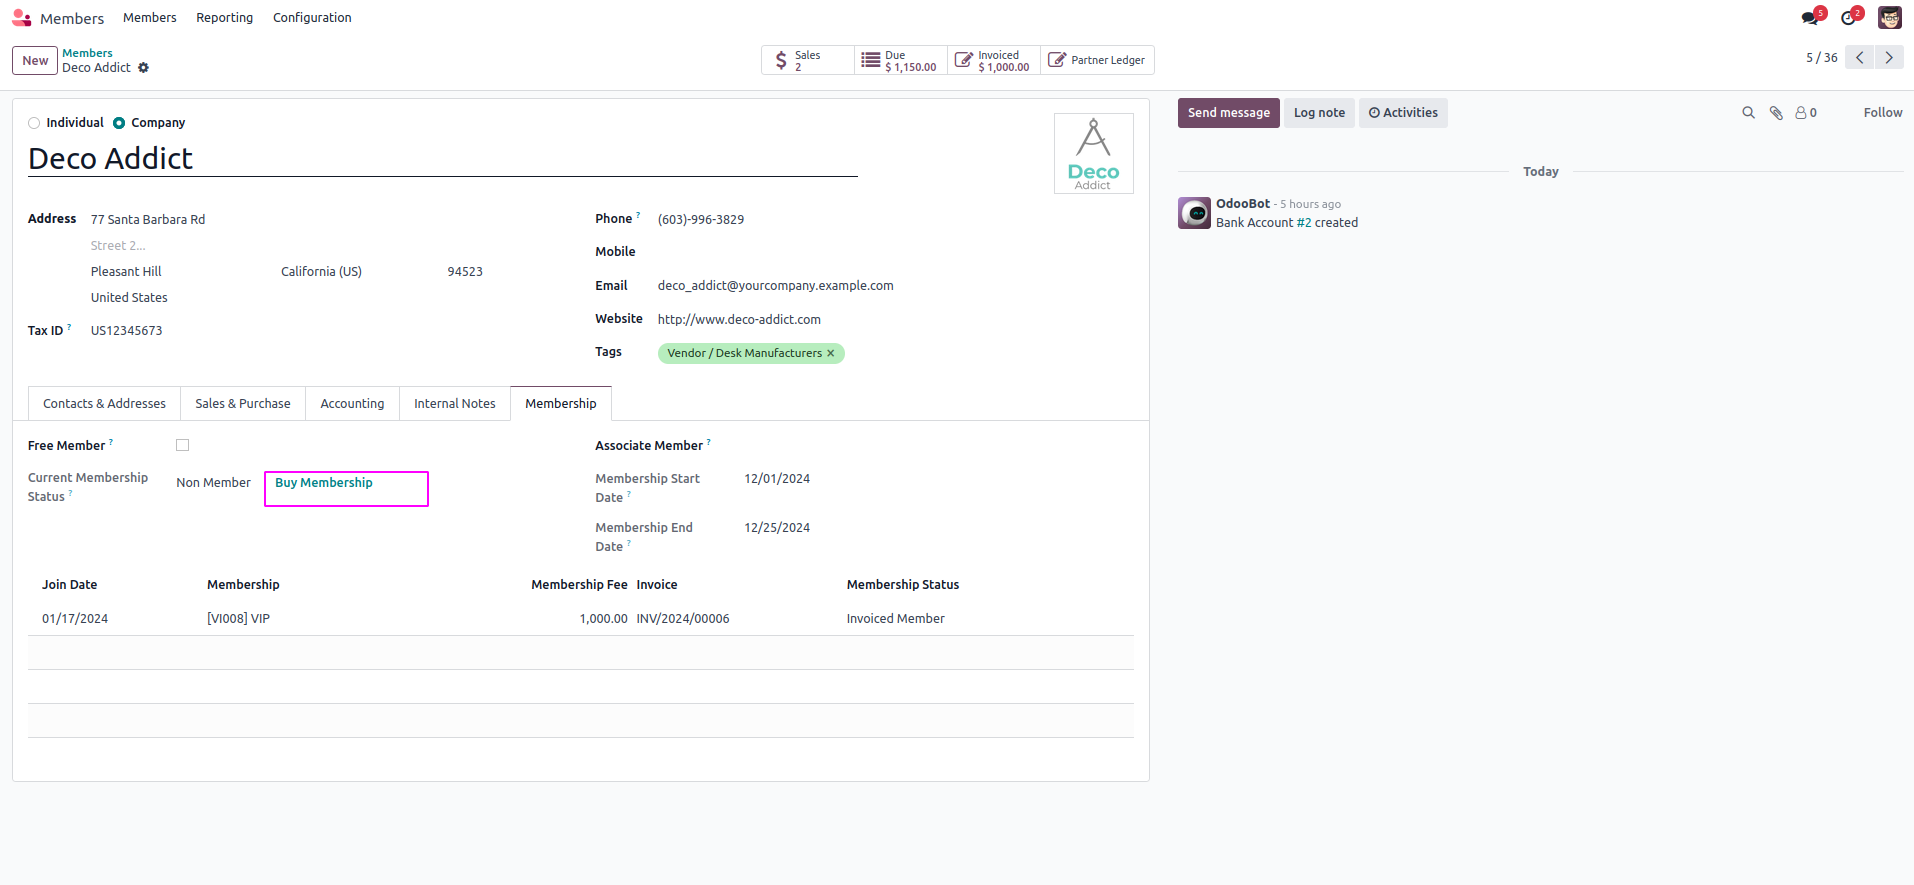 Members Members Reporting Configuration 5 2
New Members
Deco Addict
Sales 2
Due $ 1,150.00
Invoiced $ 1,000.00
Partner Ledger
5 / 36
Individual Company
Deco Addict
Deco
Addict
Address 77 Santa Barbara Rd
Street 2...
Pleasant Hill California (US) 94523
United States
Tax ID ? US12345673
Phone ? (603)-996-3829
Mobile
Email deco_addict@yourcompany.example.com
Website http://www.deco-addict.com
Tags Vendor / Desk Manufacturers ×
Contacts & Addresses Sales & Purchase Accounting Internal Notes Membership
Free Member ?
Current Membership Status ? Non Member Buy Membership
Associate Member ?
Membership Start Date ? 12/01/2024
Membership End Date ? 12/25/2024
Join Date Membership Membership Fee Invoice Membership Status
01/17/2024 [VI008] VIP 1,000.00 INV/2024/00006 Invoiced Member
Send message Log note Activities 0 Follow
Today
OdooBot - 5 hours ago
Bank Account #2 created